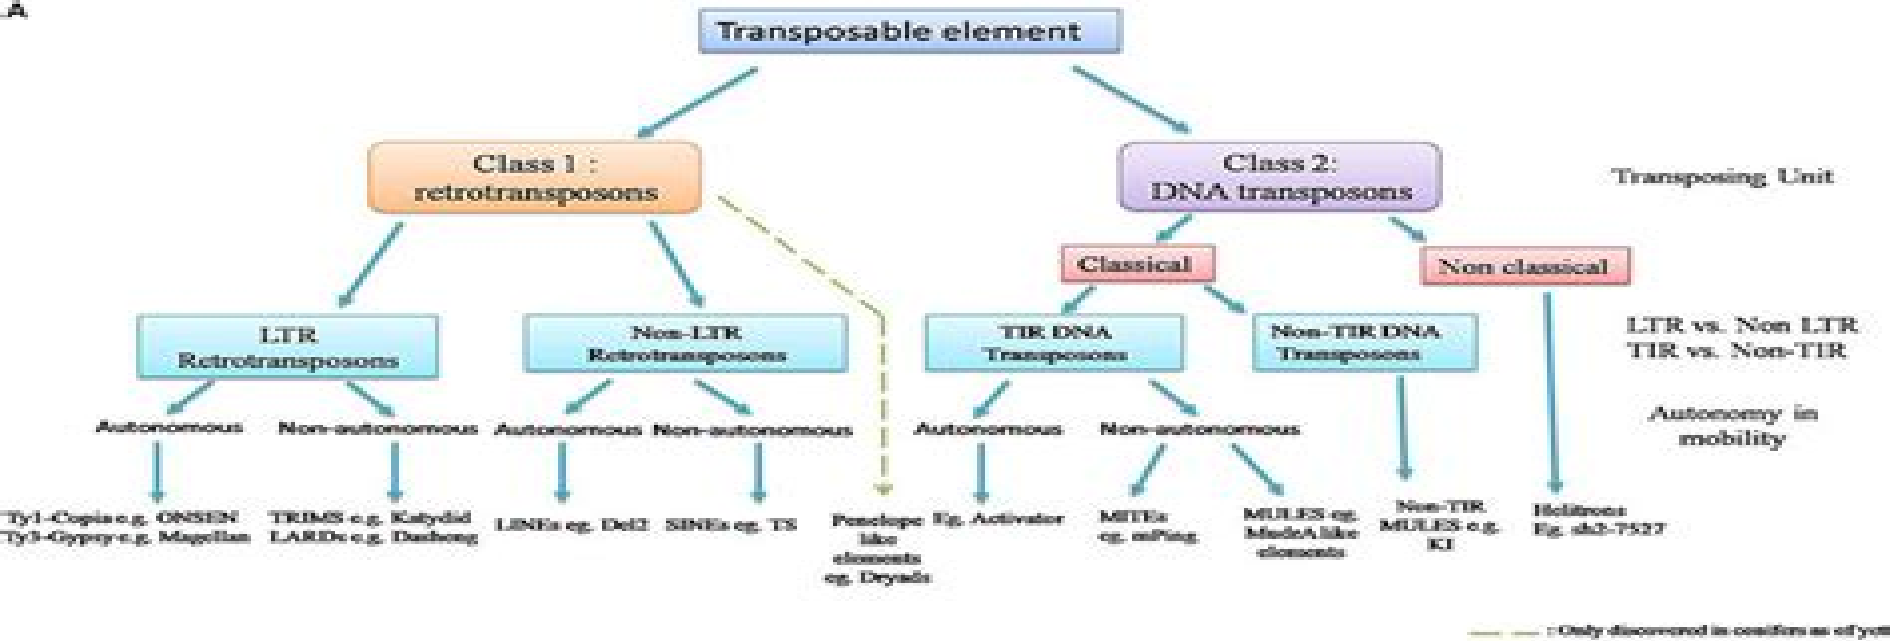 A
Transposable element
Class 1 :
retrotransposons
Class 2:
DNA transposons
Transposing Unit
Classical
Non classical
LTR
Retrotransposons
Non-LTR
Retrotransposons
TIR DNA
Transposons
Non-TIR DNA
Transposons
LTR vs. Non LTR
TIR vs. Non-TIR
Autonomous
Non-autonomous
Autonomous
Non-autonomous
Autonomous
Non-autonomous
Autonomy in
mobility
Ty1-Copia e.g. ONSEN
Ty3-Gypsy e.g. Magellan
TRIMS e.g. Katydid
LARDs e.g. Dasheng
LINEs eg. Del2
SINEs eg. TS
Penelope
like
elements
eg. Dryads
Eg. Activator
MITEs
eg. mPing
MULES eg.
MudrA like
elements
Non-TIR
MULES e.g.
KI
Helitrons
Eg. sh2-7527
: Only discovered in conifers as of yet